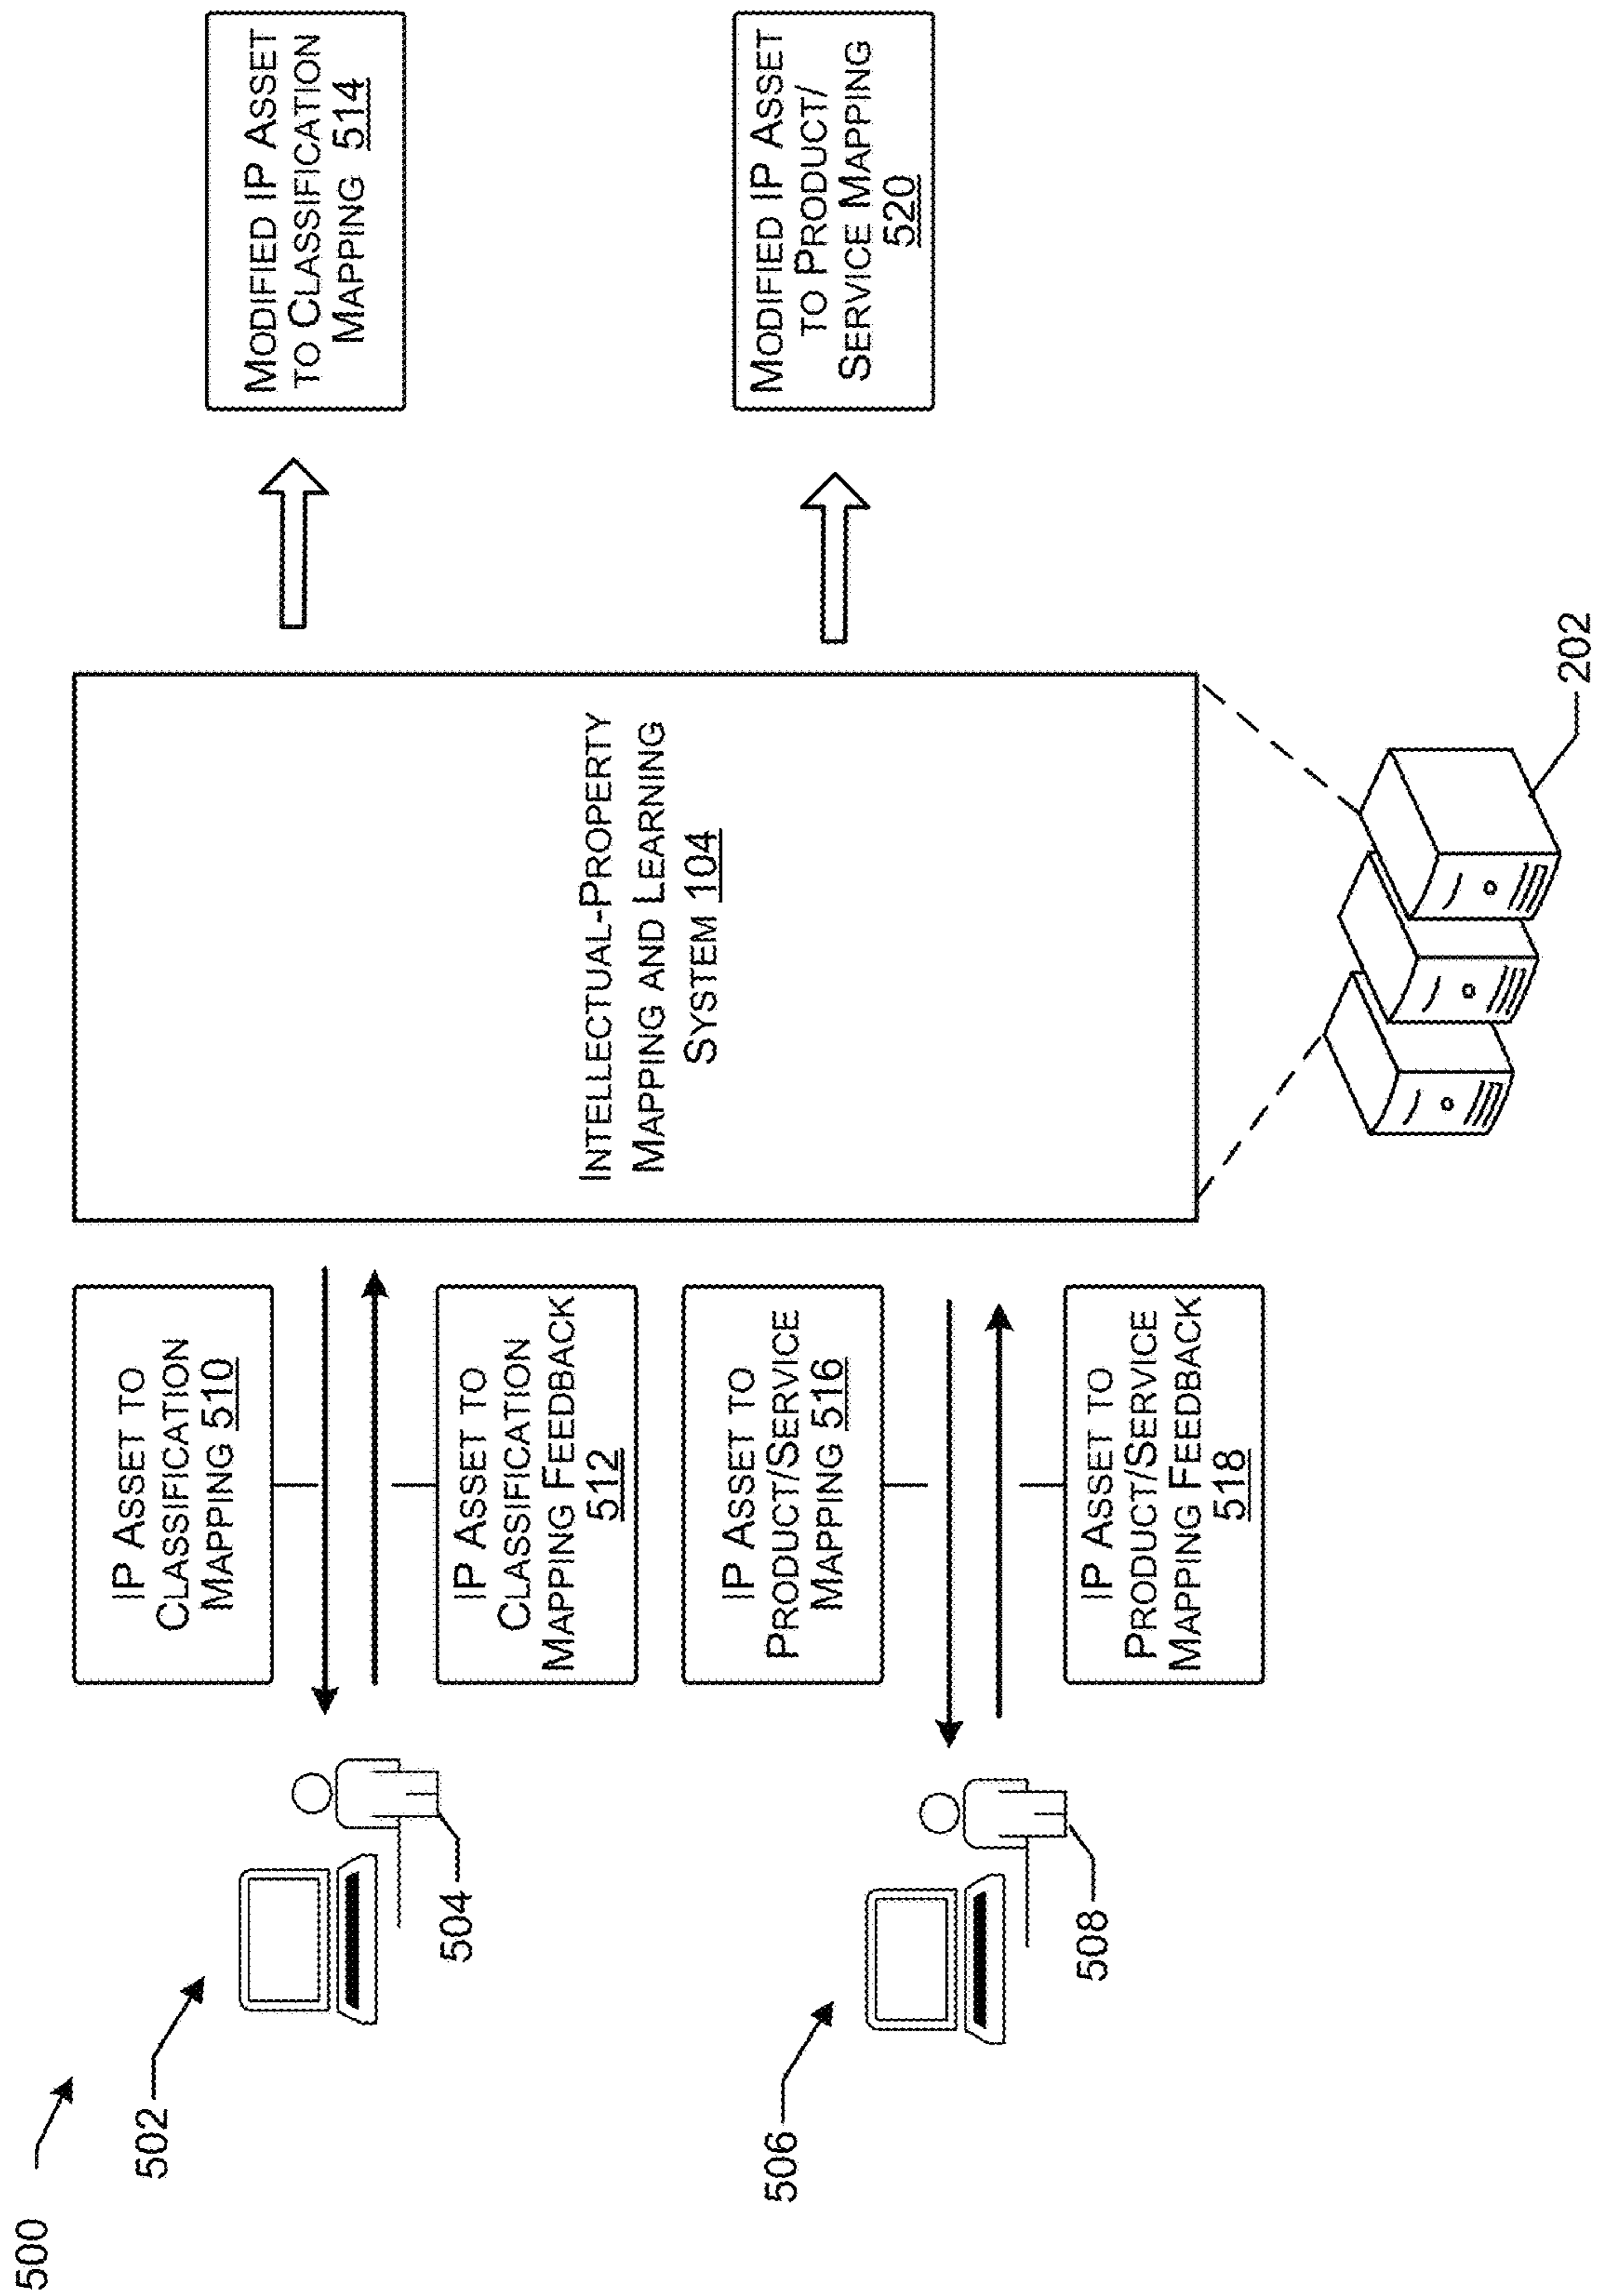 500
502
504
IP ASSET TO
CLASSIFICATION
MAPPING 510
IP ASSET TO
CLASSIFICATION
MAPPING FEEDBACK
512
506
508
IP ASSET TO
PRODUCT/SERVICE
MAPPING 516
IP ASSET TO
PRODUCT/SERVICE
MAPPING FEEDBACK
518
INTELLECTUAL-PROPERTY
MAPPING AND LEARNING
SYSTEM 104
202
MODIFIED IP ASSET
TO CLASSIFICATION
MAPPING 514
MODIFIED IP ASSET
TO PRODUCT/
SERVICE MAPPING
520